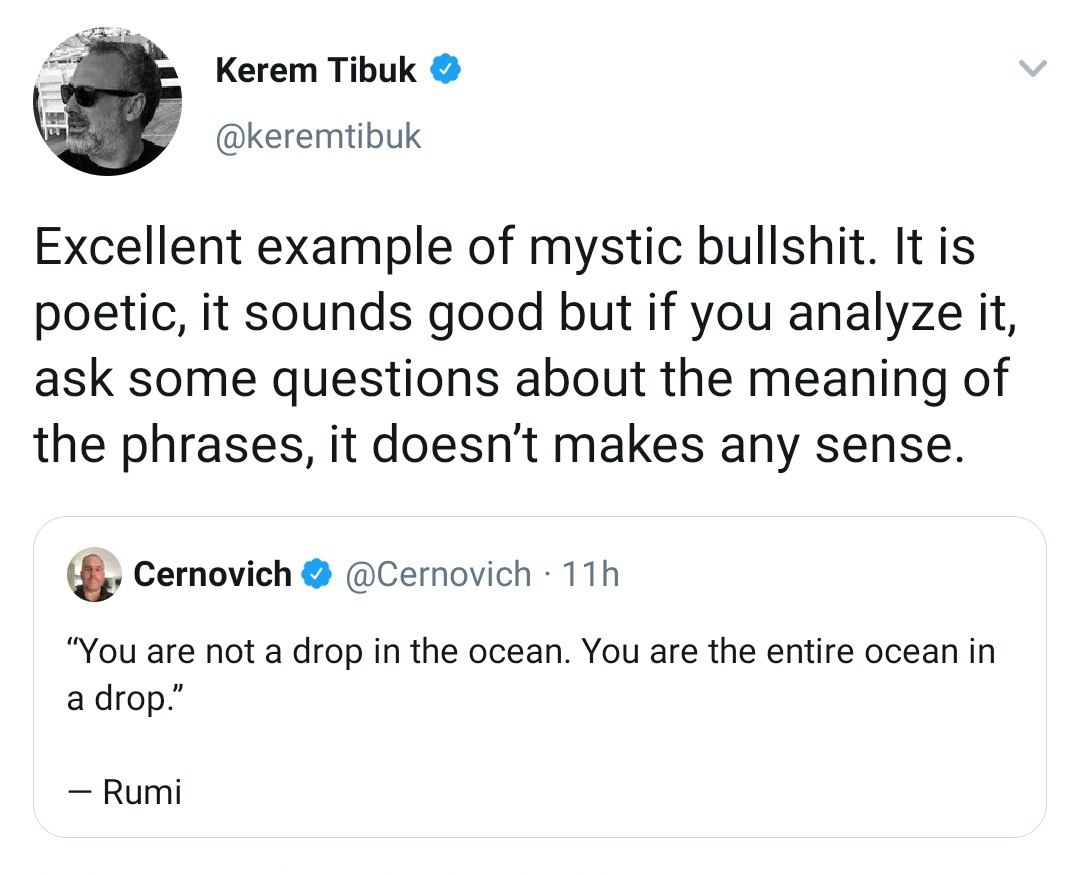 Kerem Tibuk
@keremtibuk
Excellent example of mystic bullshit. It is
poetic, it sounds good but if you analyze it,
ask some questions about the meaning of
the phrases, it doesn’t makes any sense.
Cernovich @Cernovich · 11h
“You are not a drop in the ocean. You are the entire ocean in
a drop.”
— Rumi